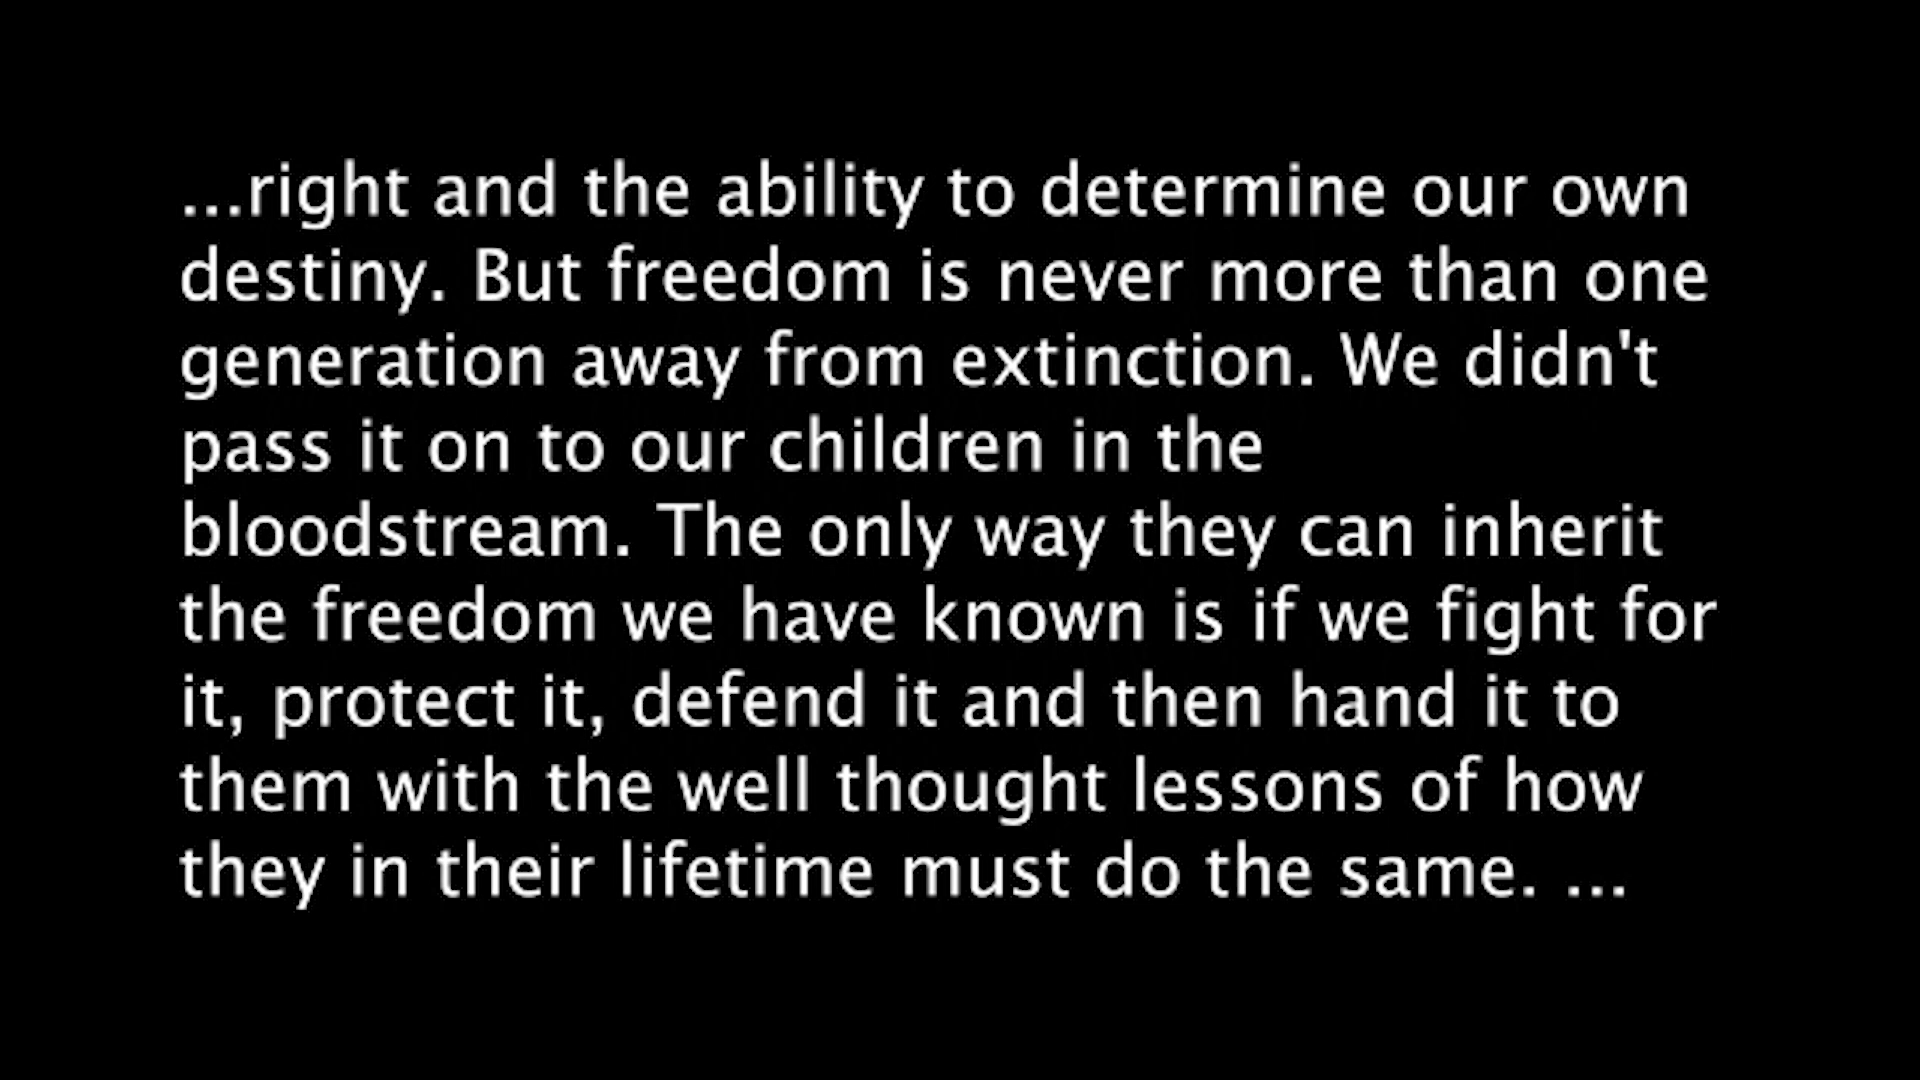 ...right and the ability to determine our own
destiny. But freedom is never more than one
generation away from extinction. We didn't
pass it on to our children in the
bloodstream. The only way they can inherit
the freedom we have known is if we fight for
it, protect it, defend it and then hand it to
them with the well thought lessons of how
they in their lifetime must do the same. ...